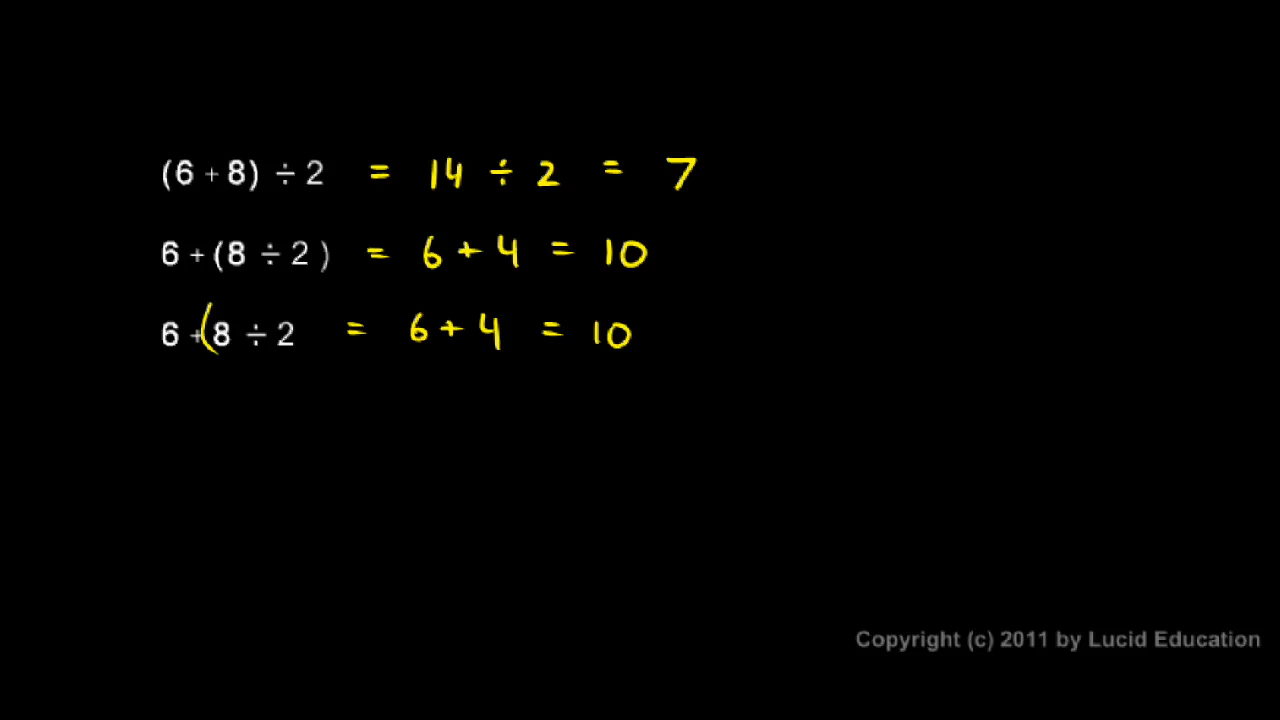 (6 + 8) ÷ 2 = 14 ÷ 2 = 7
6 + (8 ÷ 2 ) = 6 + 4 = 10
6 + (8 ÷ 2 = 6 + 4 = 10
Copyright (c) 2011 by Lucid Education